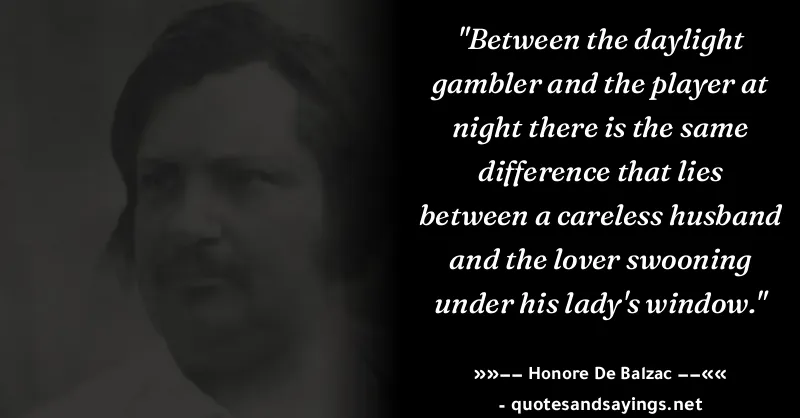 "Between the daylight
gambler and the player at
night there is the same
difference that lies
between a careless husband
and the lover swooning
under his lady's window."
»»−− Honore De Balzac −−««
- quotesandsayings.net